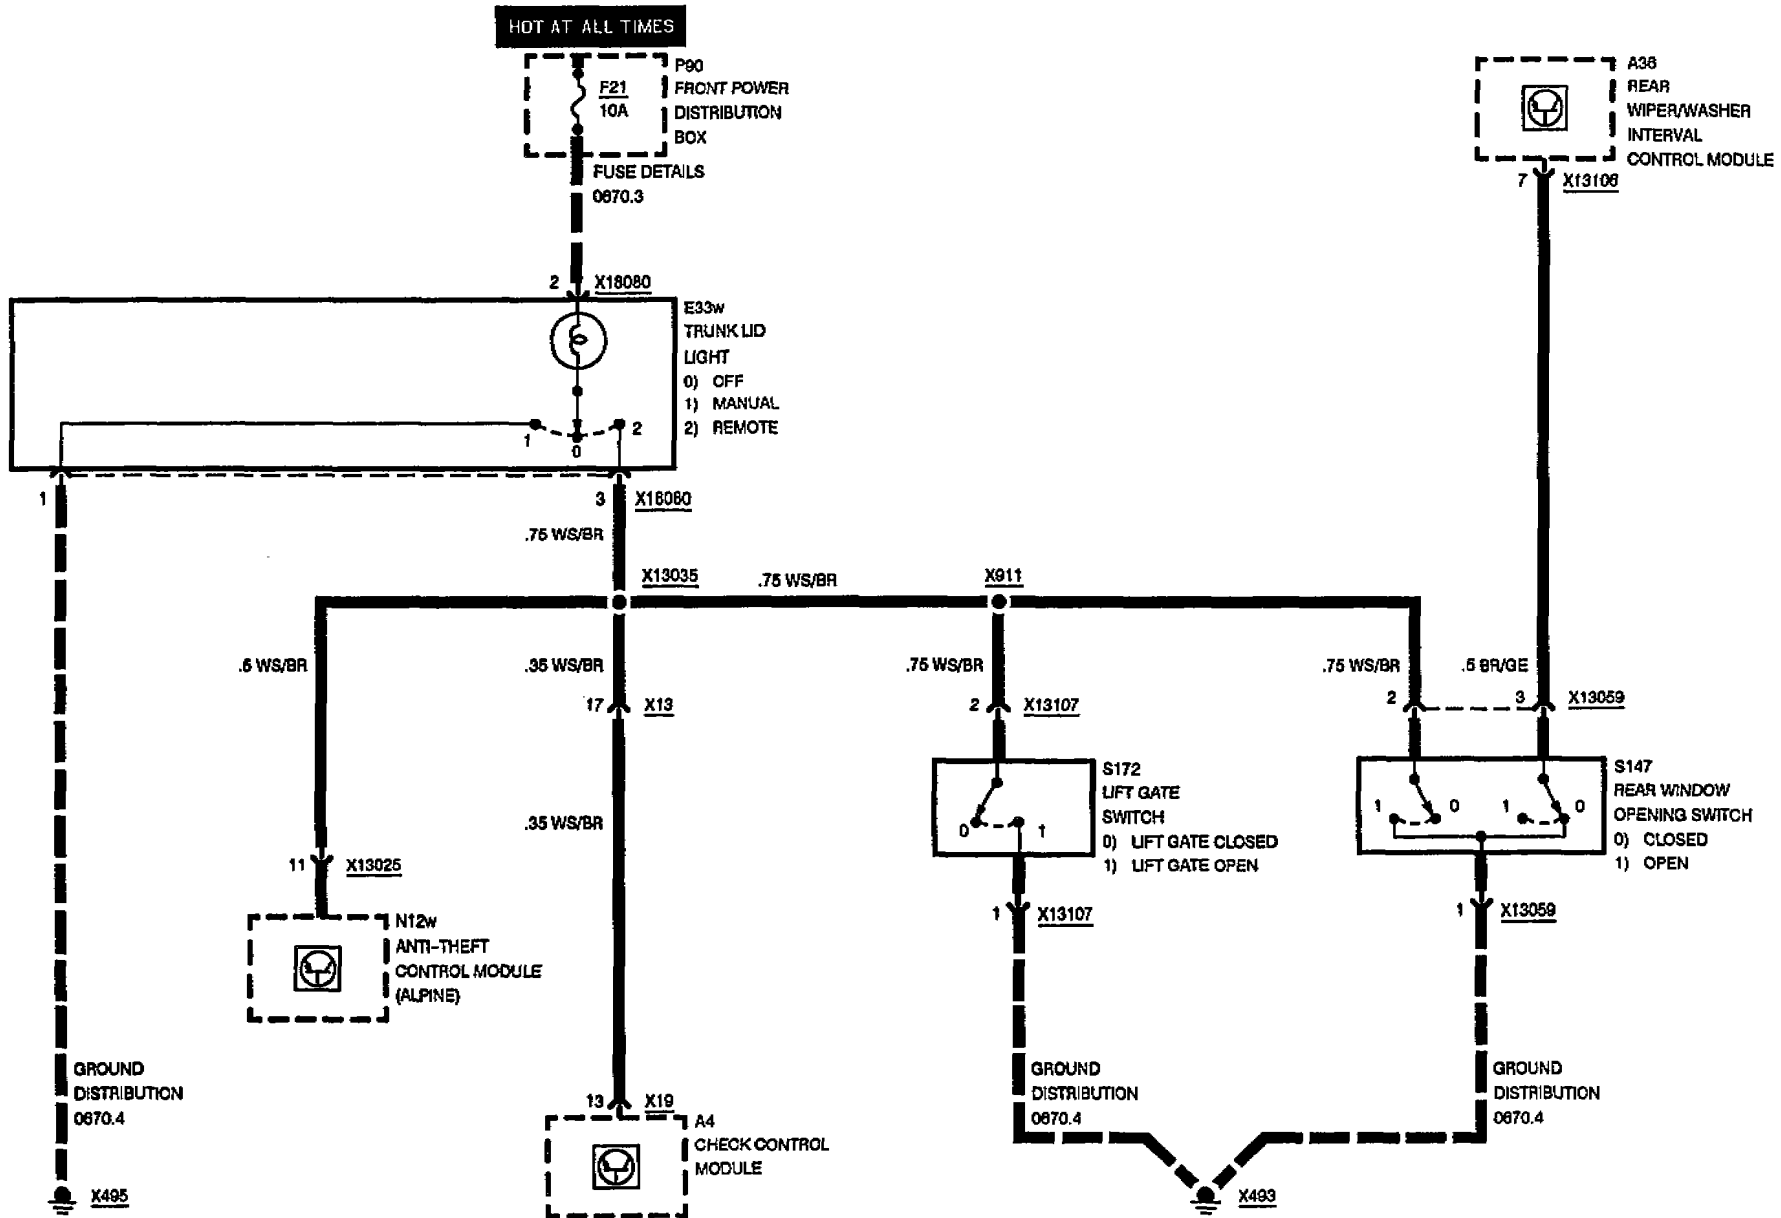 HOT AT ALL TIMES
F21
10A
P90
FRONT POWER
DISTRIBUTION
BOX
FUSE DETAILS
0670.3
A36
REAR
WIPER/WASHER
INTERVAL
CONTROL MODULE
7
X13106
2
X18080
E33w
TRUNK LID
LIGHT
0) OFF
1) MANUAL
2) REMOTE
1
0
2
1
3
X18080
.75 WS/BR
X13035
.75 WS/BR
X911
.5 WS/BR
.35 WS/BR
.75 WS/BR
.75 WS/BR
.5 BR/GE
17
X13
2
X13107
2
3
X13059
S172
LIFT GATE
SWITCH
0) LIFT GATE CLOSED
1) LIFT GATE OPEN
0
1
S147
REAR WINDOW
OPENING SWITCH
0) CLOSED
1) OPEN
1
0
1
0
.35 WS/BR
11
X13025
N12w
ANTI-THEFT
CONTROL MODULE
(ALPINE)
1
X13107
1
X13059
GROUND
DISTRIBUTION
0670.4
GROUND
DISTRIBUTION
0670.4
GROUND
DISTRIBUTION
0670.4
13
X19
A4
CHECK CONTROL
MODULE
X495
X493